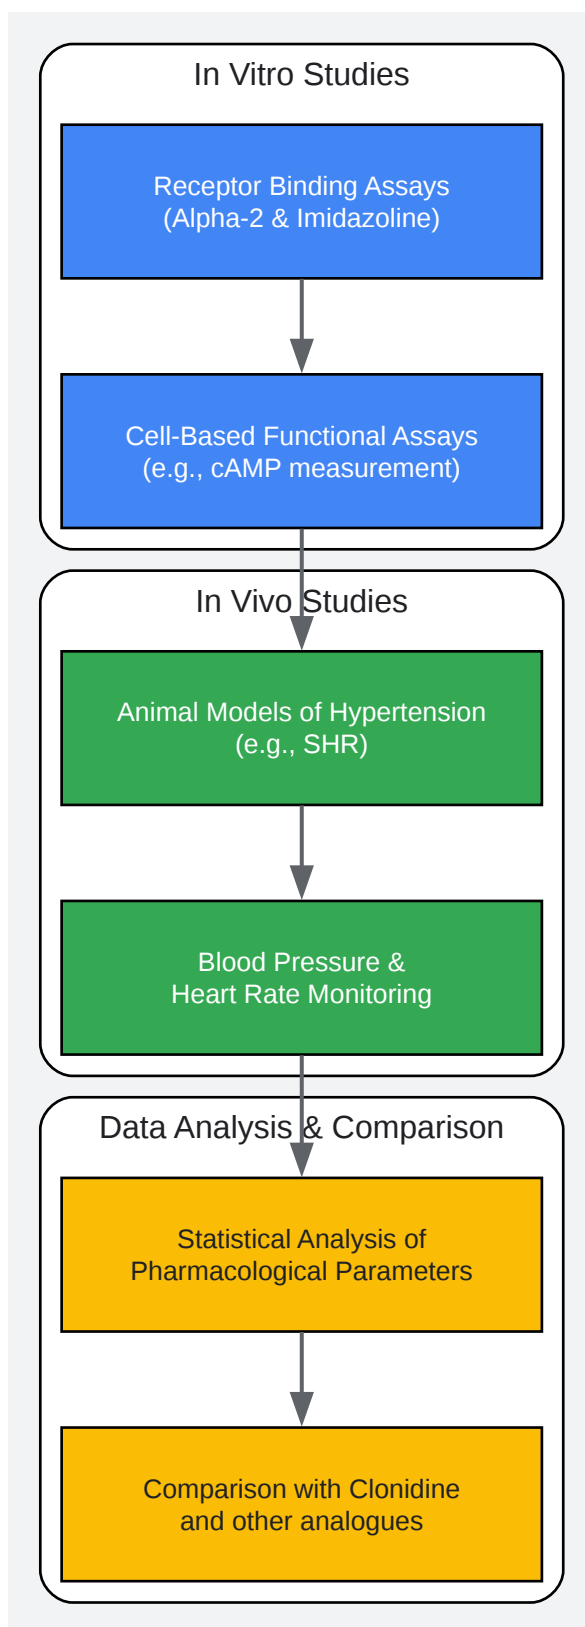 In Vitro Studies
Receptor Binding Assays
(Alpha-2 & Imidazoline)
Cell-Based Functional Assays
(e.g., cAMP measurement)
In Vivo Studies
Animal Models of Hypertension
(e.g., SHR)
Blood Pressure &
Heart Rate Monitoring
Data Analysis & Comparison
Statistical Analysis of
Pharmacological Parameters
Comparison with Clonidine
and other analogues